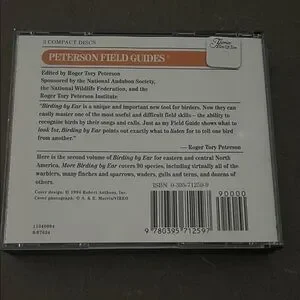 3 COMPACT DISCS
PETERSON FIELD GUIDES®
Edited by Roger Tory Peterson
Sponsored by the National Audubon Society,
the National Wildlife Federation, and the
Roger Tory Peterson Institute
"Birding by Ear is a unique and important new tool for birders. Now they can
easily master one of the most useful and difficult field skills – the ability to
recognize birds by their songs and calls. Just as my Field Guide shows what to
look for, Birding by Ear points out exactly what to listen for to tell one bird
from another."
— Roger Tory Peterson
Here is the second volume of Birding by Ear for eastern and central North
America. More Birding by Ear covers 90 species, including virtually all of the
warblers, many finches and sparrows, waders, gulls and terns, and dozens of
others.
Cover design: © 1994 Robert Anthony, Inc.
Cover photograph: © A. & E. Morris/VIREO
ISBN 0-395-71259-9
90000
9 780395 712597
6-87624